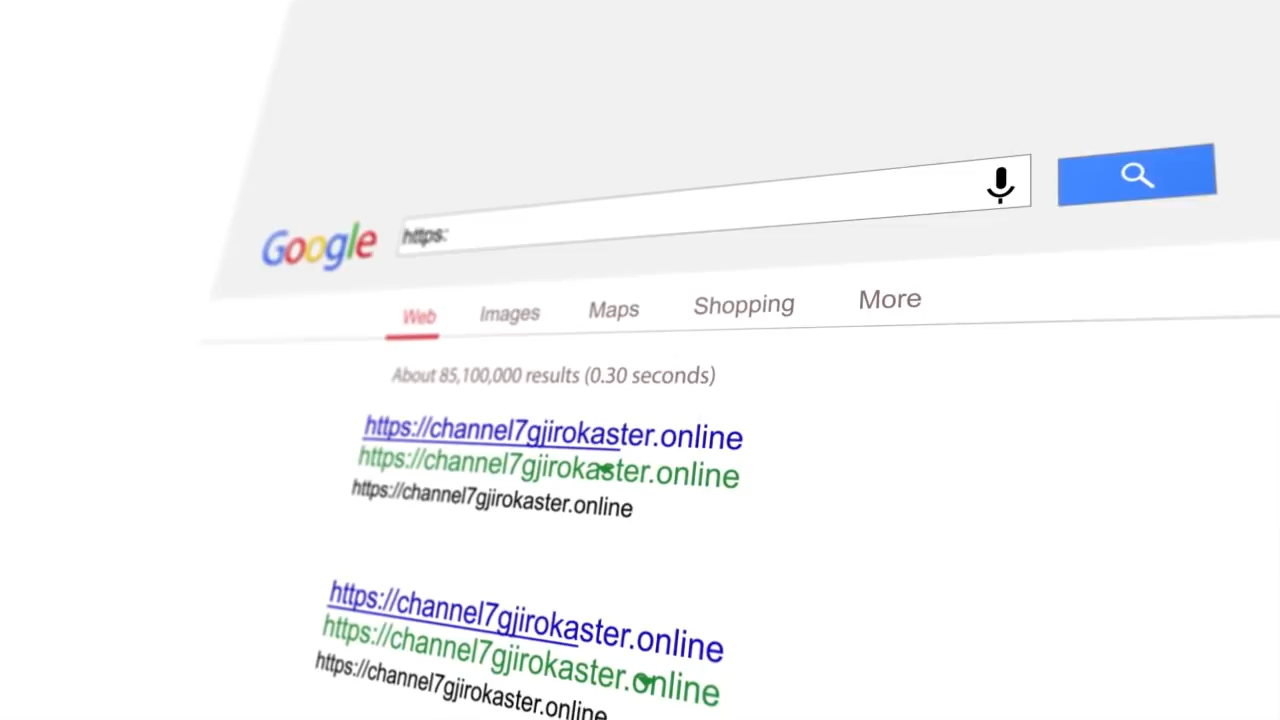 Google https:
Web Images Maps Shopping More
About 85,100,000 results (0.30 seconds)
https://channel7gjirokaster.online
https://channel7gjirokaster.online
https://channel7gjirokaster.online
https://channel7gjirokaster.online
https://channel7gjirokaster.online
https://channel7gjirokaster.online